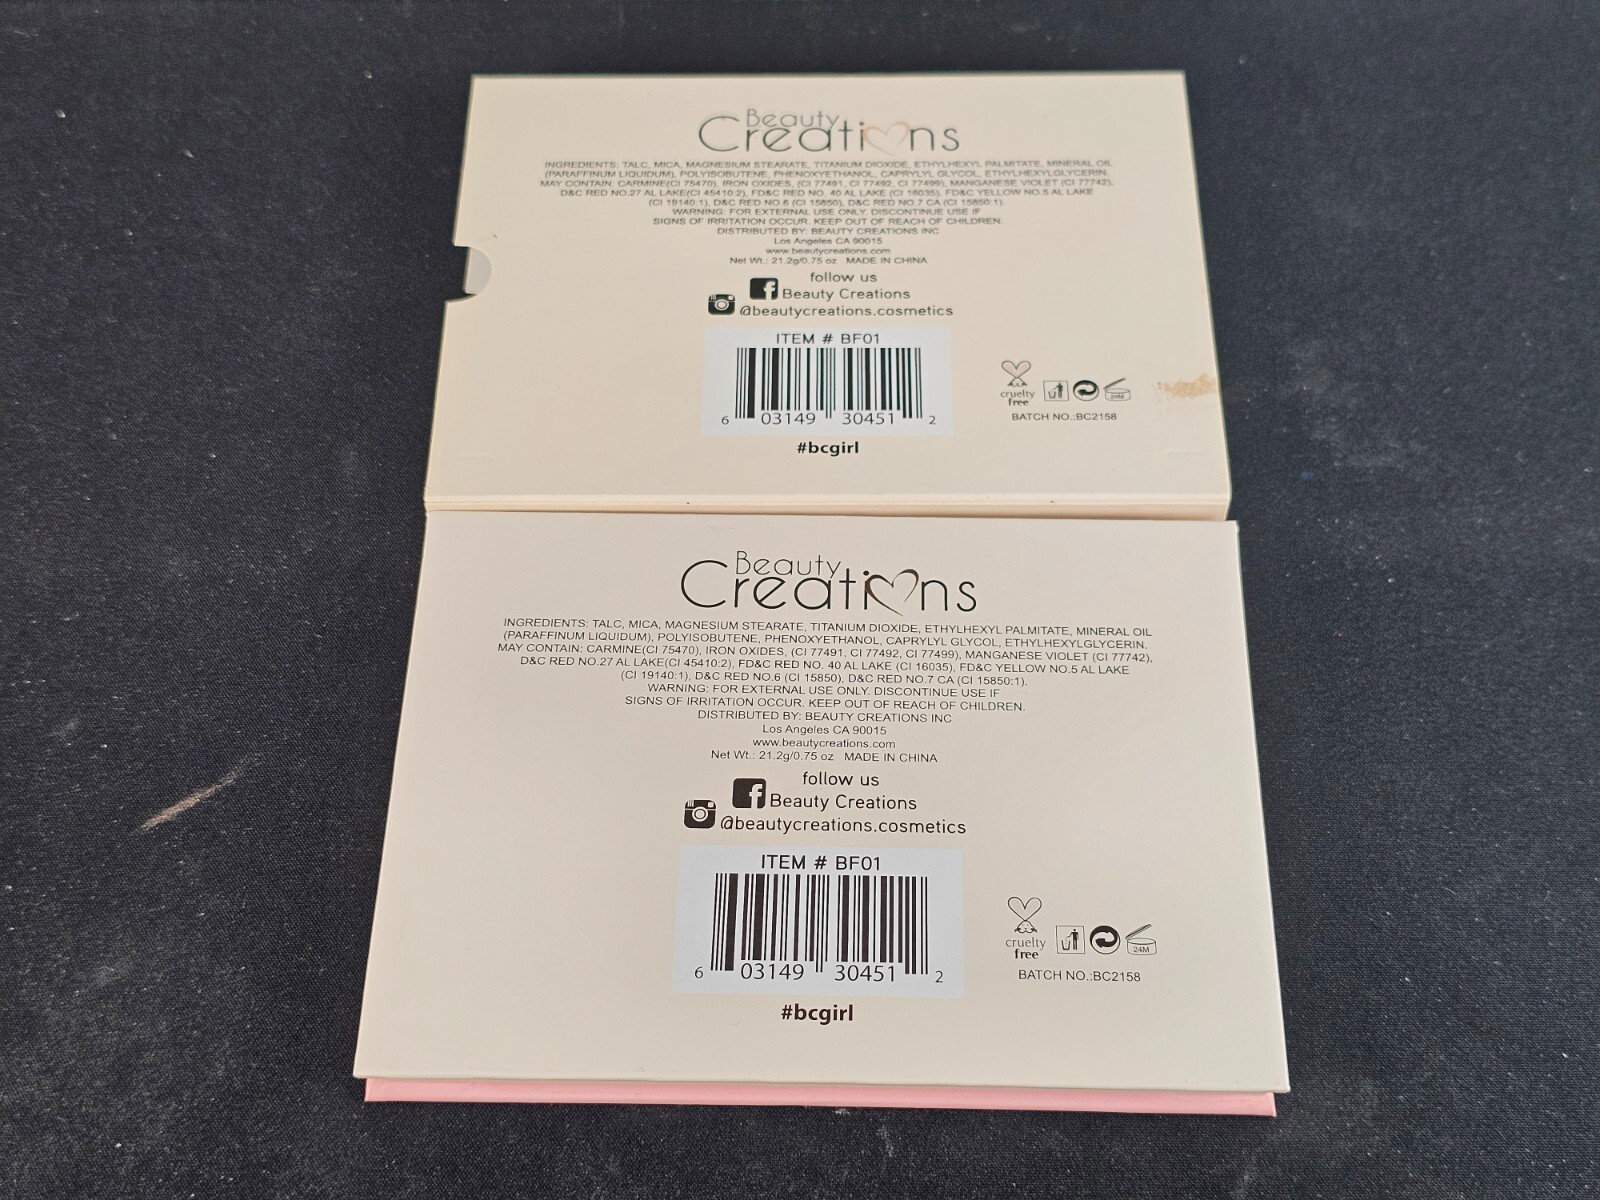 Beauty
Creations
INGREDIENTS: TALC, MICA, MAGNESIUM STEARATE, TITANIUM DIOXIDE, ETHYLHEXYL PALMITATE, MINERAL OIL
(PARAFFINUM LIQUIDUM), POLYISOBUTENE, PHENOXYETHANOL, CAPRYLYL GLYCOL, ETHYLHEXYLGLYCERIN.
MAY CONTAIN: CARMINE(CI 75470), IRON OXIDES, (CI 77491, CI 77492, CI 77499), MANGANESE VIOLET (CI 77742),
D&C RED NO.27 AL LAKE(CI 45410:2), FD&C RED NO. 40 AL LAKE (CI 16035), FD&C YELLOW NO.5 AL LAKE
(CI 19140:1), D&C RED NO.6 (CI 15850), D&C RED NO.7 CA (CI 15850:1).
WARNING: FOR EXTERNAL USE ONLY. DISCONTINUE USE IF
SIGNS OF IRRITATION OCCUR. KEEP OUT OF REACH OF CHILDREN.
DISTRIBUTED BY: BEAUTY CREATIONS INC
Los Angeles CA 90015
www.beautycreations.com
Net Wt.: 21.2g/0.75 oz MADE IN CHINA
follow us
Beauty Creations
@beautycreations.cosmetics
ITEM # BF01
6 03149 30451 2
#bcgirl
cruelty
free
24M
BATCH NO.:BC2158
Beauty
Creations
INGREDIENTS: TALC, MICA, MAGNESIUM STEARATE, TITANIUM DIOXIDE, ETHYLHEXYL PALMITATE, MINERAL OIL
(PARAFFINUM LIQUIDUM), POLYISOBUTENE, PHENOXYETHANOL, CAPRYLYL GLYCOL, ETHYLHEXYLGLYCERIN.
MAY CONTAIN: CARMINE(CI 75470), IRON OXIDES, (CI 77491, CI 77492, CI 77499), MANGANESE VIOLET (CI 77742),
D&C RED NO.27 AL LAKE(CI 45410:2), FD&C RED NO. 40 AL LAKE (CI 16035), FD&C YELLOW NO.5 AL LAKE
(CI 19140:1), D&C RED NO.6 (CI 15850), D&C RED NO.7 CA (CI 15850:1).
WARNING: FOR EXTERNAL USE ONLY. DISCONTINUE USE IF
SIGNS OF IRRITATION OCCUR. KEEP OUT OF REACH OF CHILDREN.
DISTRIBUTED BY: BEAUTY CREATIONS INC
Los Angeles CA 90015
www.beautycreations.com
Net Wt.: 21.2g/0.75 oz MADE IN CHINA
follow us
Beauty Creations
@beautycreations.cosmetics
ITEM # BF01
6 03149 30451 2
#bcgirl
cruelty
free
24M
BATCH NO.:BC2158